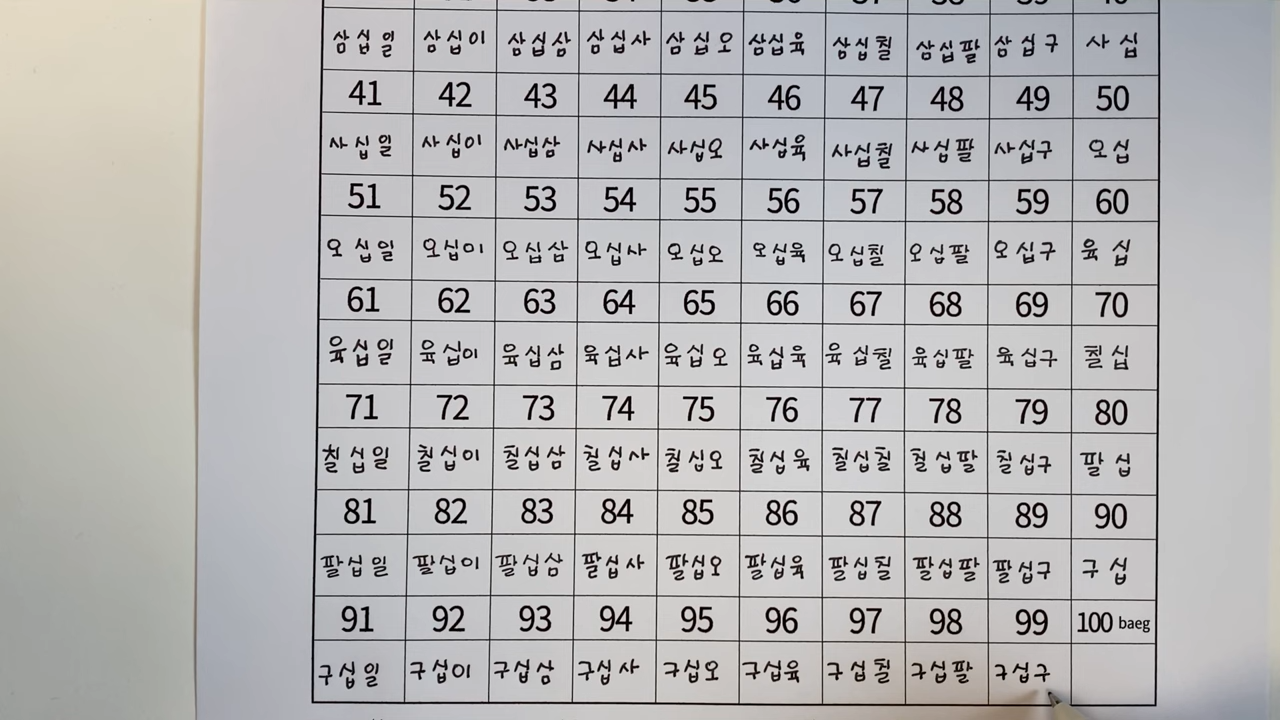 삼십일 삼십이 삼십삼 삼십사 삼십오 삼십육 삼십칠 삼십팔 삼십구 사십
41 42 43 44 45 46 47 48 49 50
사십일 사십이 사십삼 사십사 사십오 사십육 사십칠 사십팔 사십구 오십
51 52 53 54 55 56 57 58 59 60
오십일 오십이 오십삼 오십사 오십오 오십육 오십칠 오십팔 오십구 육십
61 62 63 64 65 66 67 68 69 70
육십일 육십이 육십삼 육십사 육십오 육십육 육십칠 육십팔 육십구 칠십
71 72 73 74 75 76 77 78 79 80
칠십일 칠십이 칠십삼 칠십사 칠십오 칠십육 칠십칠 칠십팔 칠십구 팔십
81 82 83 84 85 86 87 88 89 90
팔십일 팔십이 팔십삼 팔십사 팔십오 팔십육 팔십칠 팔십팔 팔십구 구십
91 92 93 94 95 96 97 98 99 100 baeg
구십일 구십이 구십삼 구십사 구십오 구십육 구십칠 구십팔 구십구